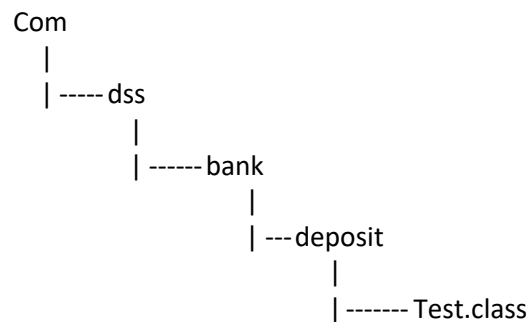 Com
|
| -----dss
|
| ------bank
|
| ---deposit
|
| ------- Test.class